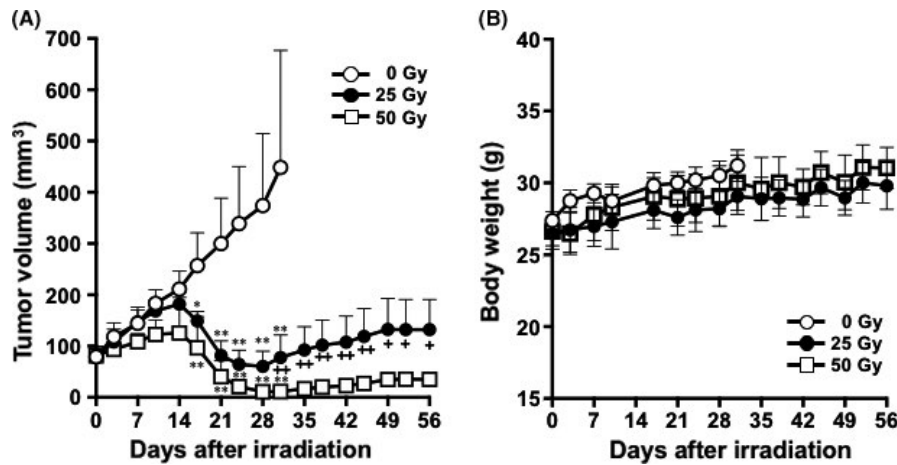 (A)
Tumor volume (mm³)
700
600
500
400
300
200
100
0
0 Gy
25 Gy
50 Gy
* 
** ** ** **
‡‡ ‡‡ ‡‡ ‡‡ ‡‡ ‡ ‡ ‡
** ** ** ** **
0 7 14 21 28 35 42 49 56
Days after irradiation
(B)
Body weight (g)
40
35
30
25
20
15
0 Gy
25 Gy
50 Gy
0 7 14 21 28 35 42 49 56
Days after irradiation